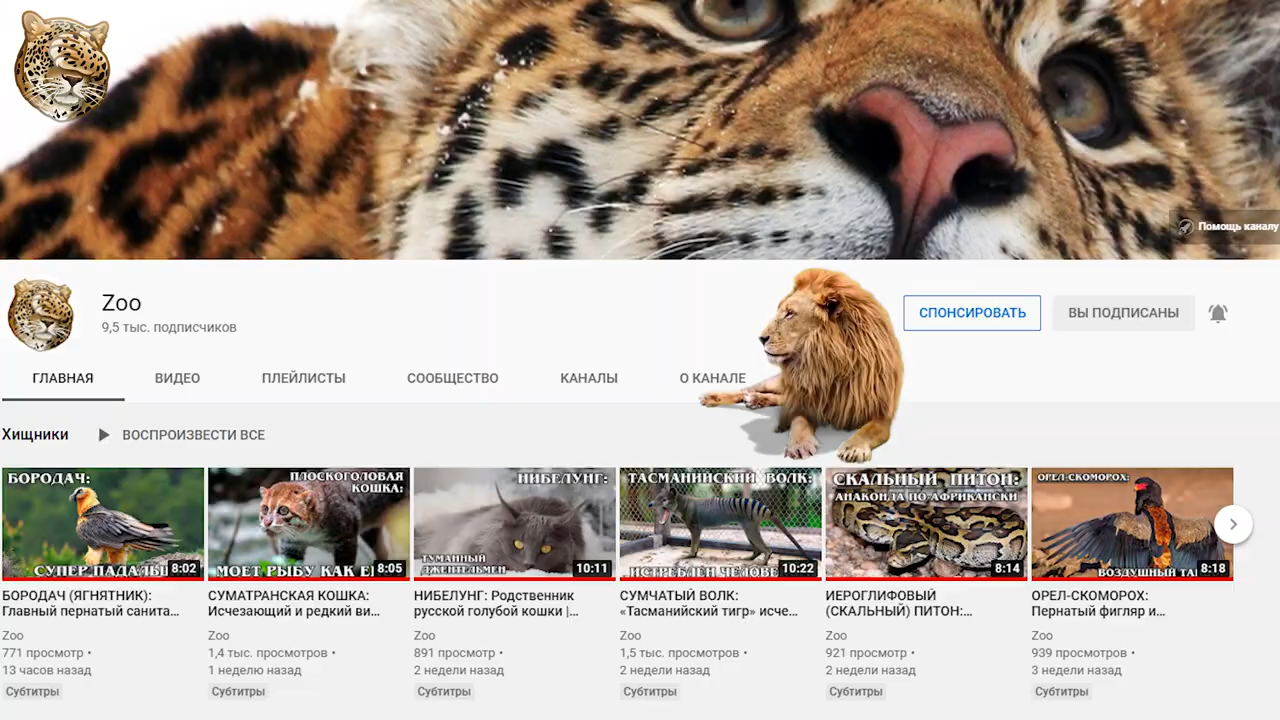 Помощь каналу
Zoo
9,5 тыс. подписчиков
СПОНСИРОВАТЬ
ВЫ ПОДПИСАНЫ
ГЛАВНАЯ
ВИДЕО
ПЛЕЙЛИСТЫ
СООБЩЕСТВО
КАНАЛЫ
О КАНАЛЕ
Хищники
ВОСПРОИЗВЕСТИ ВСЕ
БОРОДАЧ:
8:02
БОРОДАЧ (ЯГНЯТНИК):
Главный пернатый санита...
Zoo
771 просмотр •
13 часов назад
Субтитры
ПЛОСКОГОЛОВАЯ
КОШКА:
МОЕТ РЫБУ КАК
8:05
СУМАТРАНСКАЯ КОШКА:
Исчезающий и редкий ви...
Zoo
1,4 тыс. просмотров •
1 неделю назад
Субтитры
НИБЕЛУНГ:
ТУМАННЫЙ
ДЖЕНТЕЛЬМЕН
10:11
НИБЕЛУНГ: Родственник
русской голубой кошки |...
Zoo
891 просмотр •
2 недели назад
Субтитры
ТАСМАНИЙСКИЙ ВОЛК:
ИСТРЕБЛЕН
10:22
СУМЧАТЫЙ ВОЛК:
«Тасманийский тигр» исче...
Zoo
1,5 тыс. просмотров •
2 недели назад
Субтитры
СКАЛЬНЫЙ ПИТОН:
АНАКОНДА ПО-АФРИКАНСКИ
8:14
ИЕРОГЛИФОВЫЙ
(СКАЛЬНЫЙ) ПИТОН:...
Zoo
921 просмотр •
2 недели назад
Субтитры
ОРЕЛ-СКОМОРОХ:
ВОЗДУШНЫЙ
8:18
ОРЕЛ-СКОМОРОХ:
Пернатый фигляр и...
Zoo
939 просмотров •
3 недели назад
Субтитры